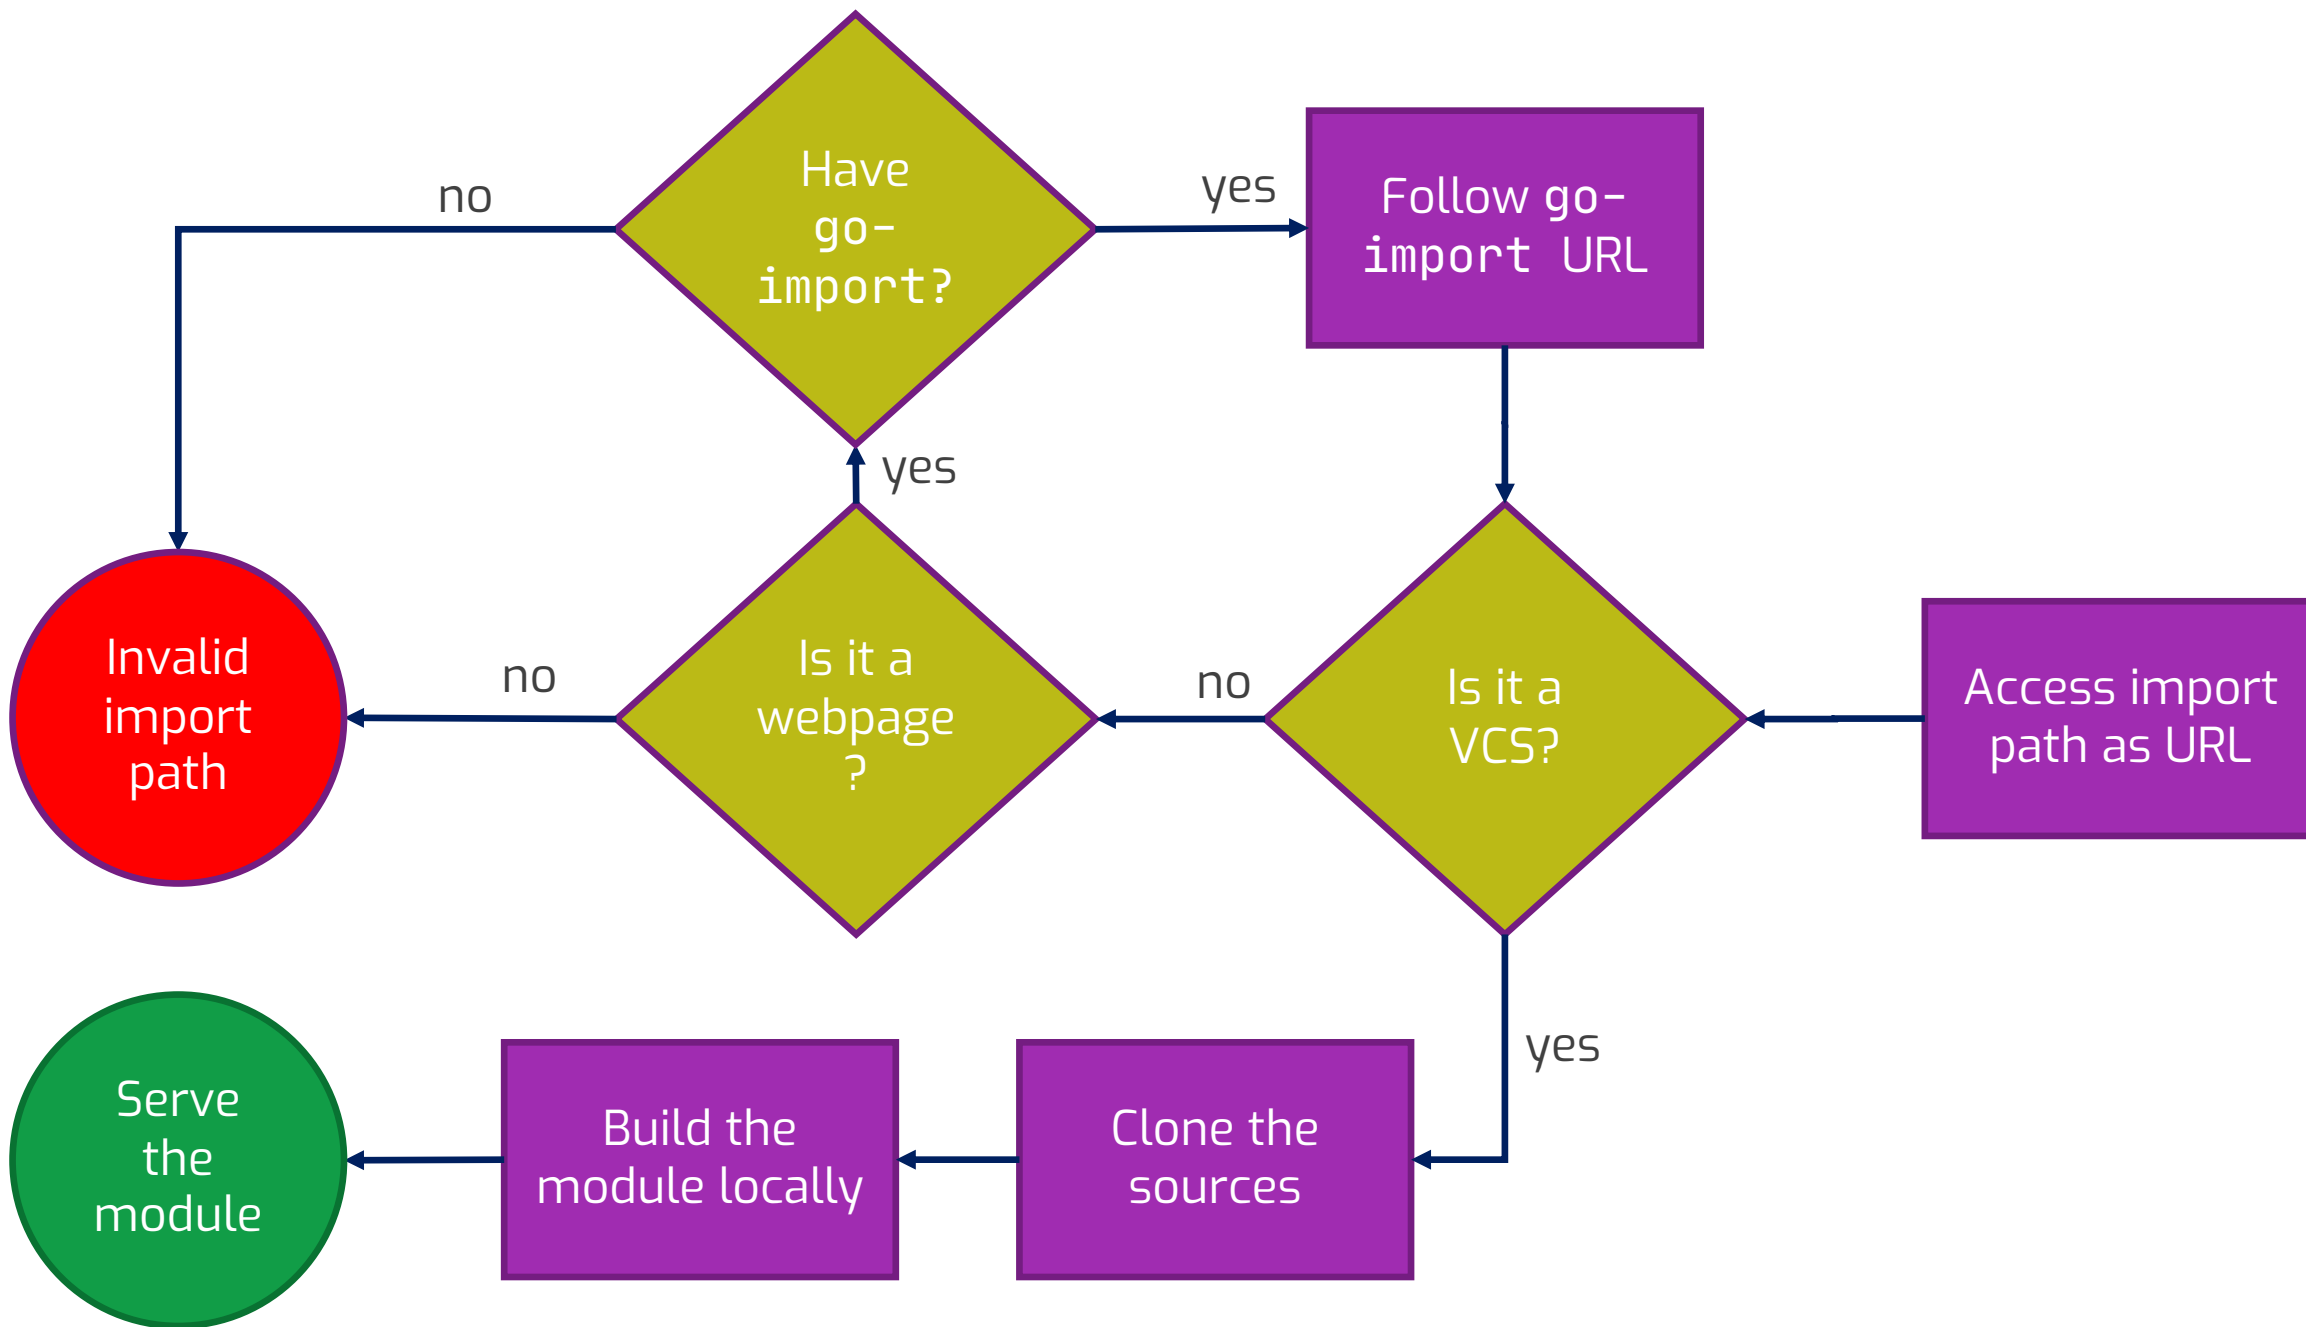 Have
go-
import?
no
yes
Follow go-
import URL
yes
Invalid
import
path
no
Is it a
webpage
?
no
Is it a
VCS?
Access import
path as URL
yes
Serve
the
module
Build the
module locally
Clone the
sources